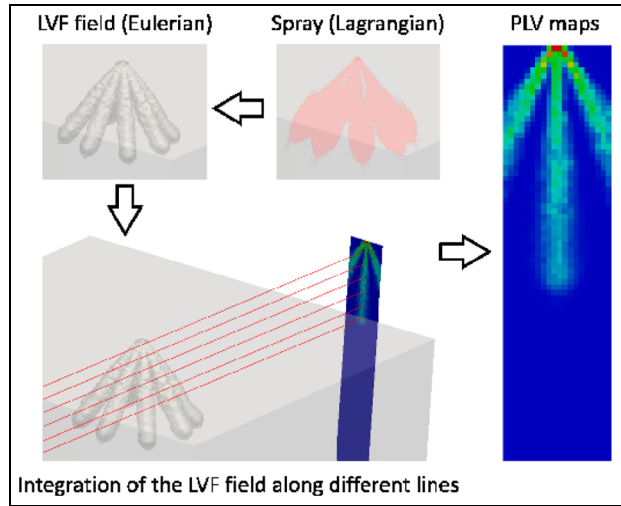 LVF field (Eulerian)
Spray (Lagrangian)
PLV maps
Integration of the LVF field along different lines